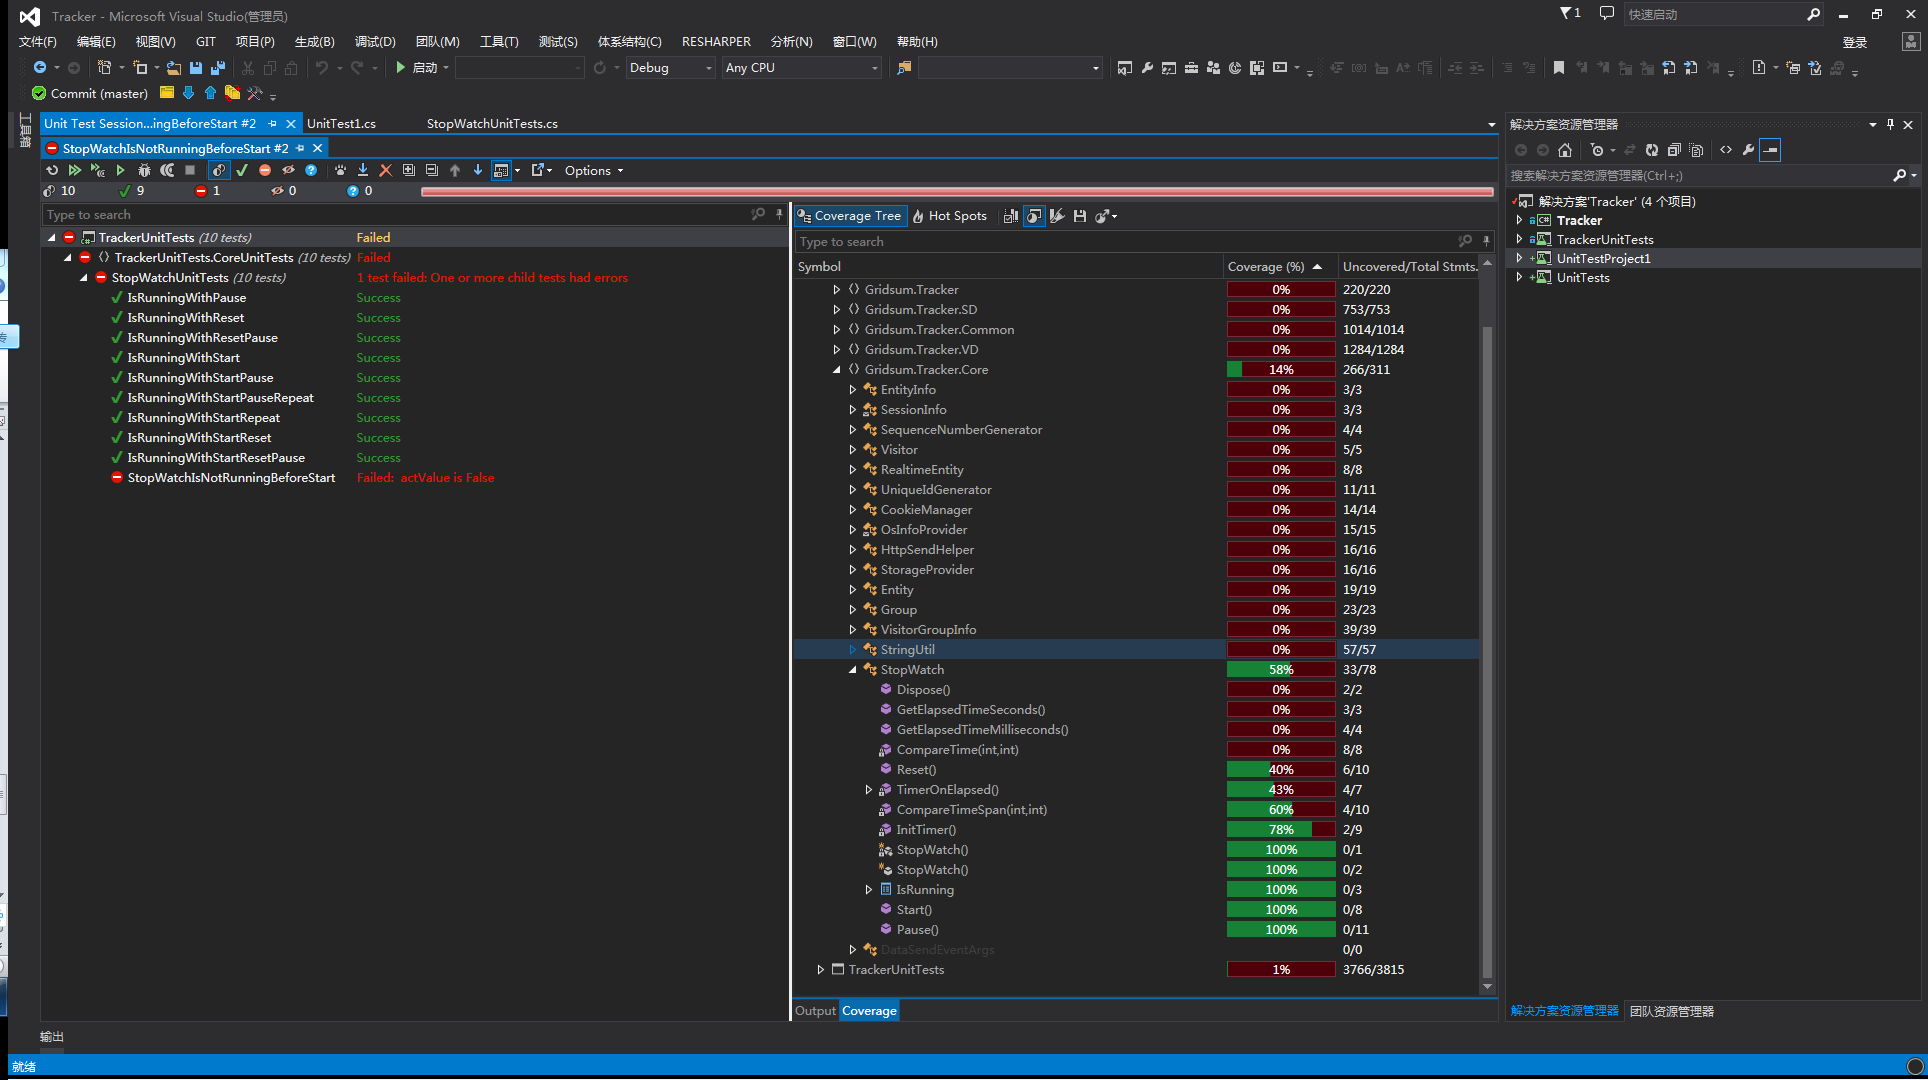 Tracker - Microsoft Visual Studio(管理员)
1
快速启动
文件(F) 编辑(E) 视图(V) GIT 项目(P) 生成(B) 调试(D) 团队(M) 工具(T) 测试(S) 体系结构(C) RESHARPER 分析(N) 窗口(W) 帮助(H)
登录
启动 Debug Any CPU
Commit (master)
工具箱
Unit Test Session...ingBeforeStart #2 UnitTest1.cs StopWatchUnitTests.cs
StopWatchIsNotRunningBeforeStart #2
Options
10 9 1 0 0
Type to search
TrackerUnitTests (10 tests) Failed
TrackerUnitTests.CoreUnitTests (10 tests) Failed
StopWatchUnitTests (10 tests) 1 test failed: One or more child tests had errors
IsRunningWithPause Success
IsRunningWithReset Success
IsRunningWithResetPause Success
IsRunningWithStart Success
IsRunningWithStartPause Success
IsRunningWithStartPauseRepeat Success
IsRunningWithStartRepeat Success
IsRunningWithStartReset Success
IsRunningWithStartResetPause Success
StopWatchIsNotRunningBeforeStart Failed: actValue is False
Coverage Tree Hot Spots
Type to search
Symbol Coverage (%) Uncovered/Total Stmts.
Gridsum.Tracker 0% 220/220
Gridsum.Tracker.SD 0% 753/753
Gridsum.Tracker.Common 0% 1014/1014
Gridsum.Tracker.VD 0% 1284/1284
Gridsum.Tracker.Core 14% 266/311
EntityInfo 0% 3/3
SessionInfo 0% 3/3
SequenceNumberGenerator 0% 4/4
Visitor 0% 5/5
RealtimeEntity 0% 8/8
UniqueIdGenerator 0% 11/11
CookieManager 0% 14/14
OsInfoProvider 0% 15/15
HttpSendHelper 0% 16/16
StorageProvider 0% 16/16
Entity 0% 19/19
Group 0% 23/23
VisitorGroupInfo 0% 39/39
StringUtil 0% 57/57
StopWatch 58% 33/78
Dispose() 0% 2/2
GetElapsedTimeSeconds() 0% 3/3
GetElapsedTimeMilliseconds() 0% 4/4
CompareTime(int,int) 0% 8/8
Reset() 40% 6/10
TimerOnElapsed() 43% 4/7
CompareTimeSpan(int,int) 60% 4/10
InitTimer() 78% 2/9
StopWatch() 100% 0/1
StopWatch() 100% 0/2
IsRunning 100% 0/3
Start() 100% 0/8
Pause() 100% 0/11
DataSendEventArgs 0/0
TrackerUnitTests 1% 3766/3815
Output Coverage
解决方案资源管理器
搜索解决方案资源管理器(Ctrl+;)
解决方案'Tracker' (4 个项目)
Tracker
TrackerUnitTests
UnitTestProject1
UnitTests
解决方案资源管理器 团队资源管理器
输出
就绪